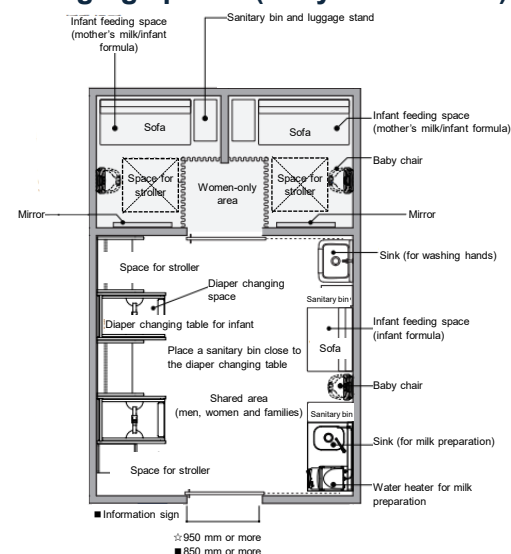 Infant feeding space
(mother's milk/infant
formula)
Sanitary bin and luggage stand
Sofa
Sofa
Infant feeding space
(mother's milk/infant formula)
Baby chair
Space for
stroller
Women-only
area
Space for
stroller
Mirror
Mirror
Sink (for washing hands)
Space for stroller
Diaper changing
space
Sanitary bin
Diaper changing table for infant
Infant feeding space
(infant formula)
Sofa
Place a sanitary bin close to
the diaper changing table
Baby chair
Shared area
(men, women and families)
Sanitary bin
Sink (for milk preparation)
Space for stroller
Water heater for milk
preparation
■Information sign
☆950 mm or more
■850 mm or more